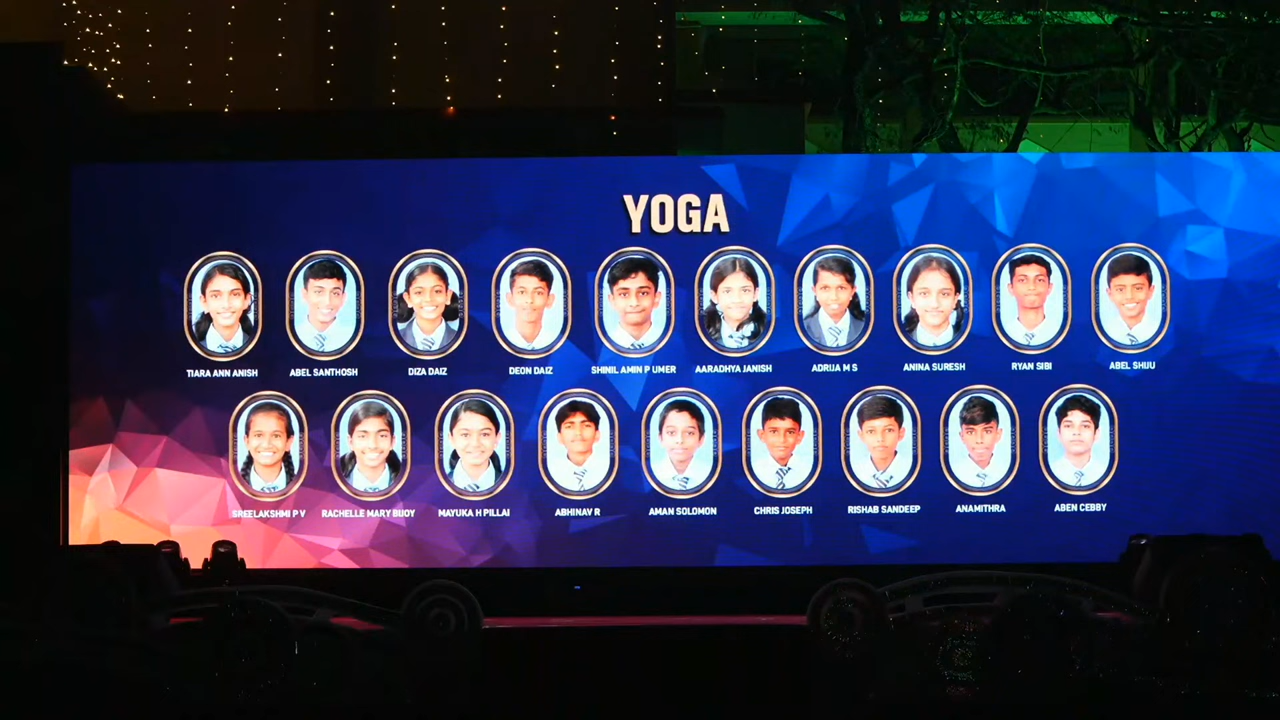 YOGA
TIARA ANN ANISH ABEL SANTHOSH DIZA DAIZ DEON DAIZ SHINIL AMIN P UMER AARADHYA JANISH ADRIJA M S ANINA SURESH RYAN SIBI ABEL SHIJU
SREELAKSHMI P V RACHELLE MARY BIJOY MAYUKA H PILLAI ABHINAV R AMAN SOLOMON CHRIS JOSEPH RISHAB SANDEEP ANAMITHRA ABEN CEBBY